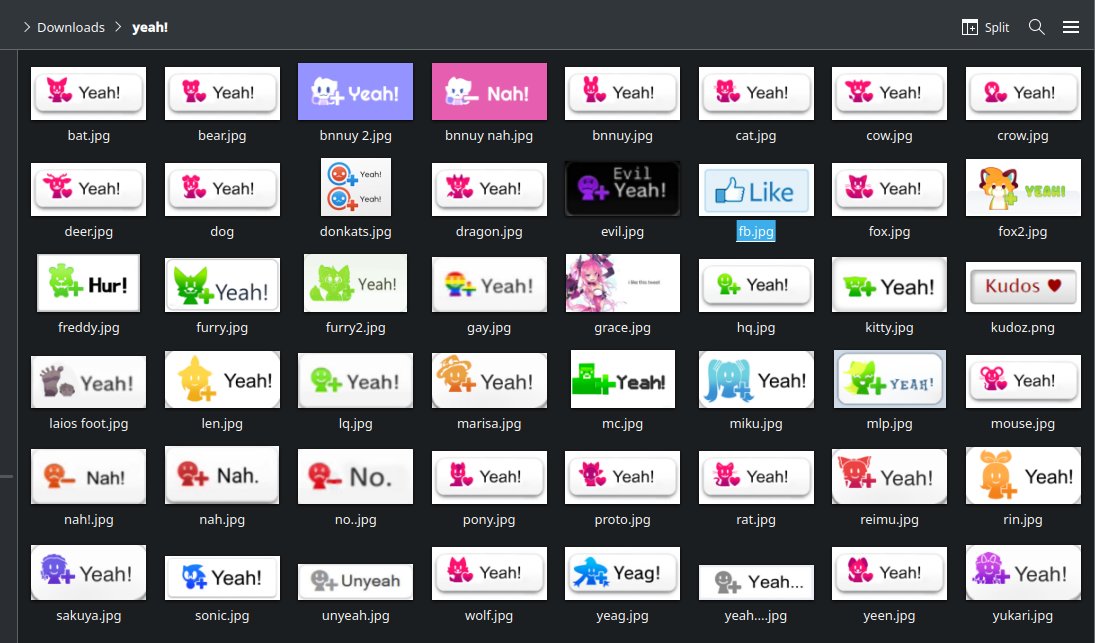 Downloads yeah! Split
Yeah! Yeah! Yeah! Nah! Yeah! Yeah! Yeah! Yeah!
bat.jpg bear.jpg bnnuy 2.jpg bnnuy nah.jpg bnnuy.jpg cat.jpg cow.jpg crow.jpg
Yeah! Yeah! Yeah! Yeah! Yeah! Evil Yeah! Like Yeah! YEAH!
deer.jpg dog donkats.jpg dragon.jpg evil.jpg fb.jpg fox.jpg fox2.jpg
Hur! Yeah! Yeah! Yeah! i like this tweet Yeah! Yeah! Kudos
freddy.jpg furry.jpg furry2.jpg gay.jpg grace.jpg hq.jpg kitty.jpg kudoz.png
Yeah! Yeah! Yeah! Yeah! Yeah! Yeah! YEAH! Yeah!
laios foot.jpg len.jpg lq.jpg marisa.jpg mc.jpg miku.jpg mlp.jpg mouse.jpg
Nah! Nah. No. Yeah! Yeah! Yeah! Yeah! Yeah!
nah!.jpg nah.jpg no..jpg pony.jpg proto.jpg rat.jpg reimu.jpg rin.jpg
Yeah! Yeah! Unyeah Yeah! Yeag! Yeah... Yeah! Yeah!
sakuya.jpg sonic.jpg unyeah.jpg wolf.jpg yeag.jpg yeah....jpg yeen.jpg yukari.jpg